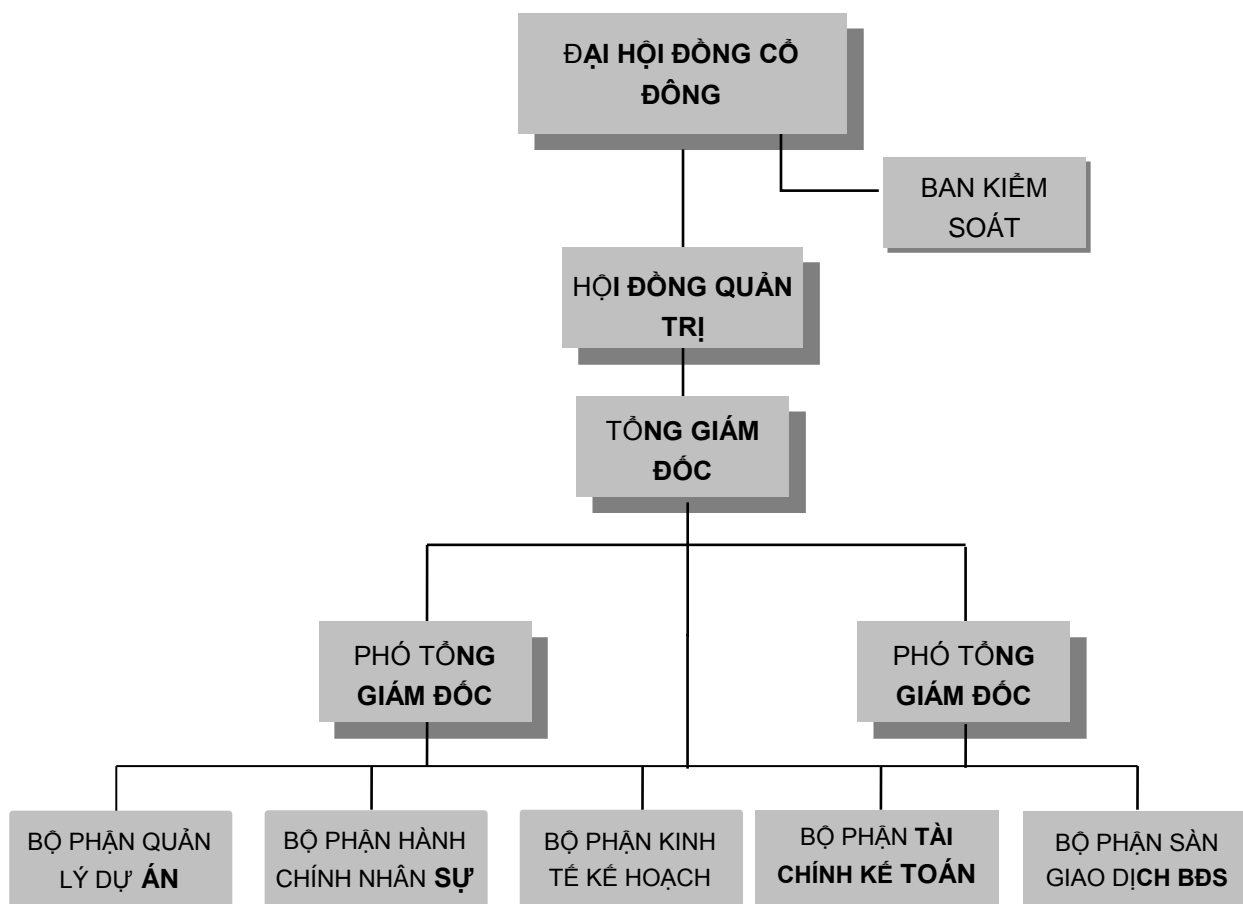 ĐẠI HỘI ĐỒNG CỔ
ĐÔNG
BAN KIỂM
SOÁT
HỘI ĐỒNG QUẢN
TRỊ
TỔNG GIÁM
ĐỐC
PHÓ TỔNG
GIÁM ĐỐC
PHÓ TỔNG
GIÁM ĐỐC
BỘ PHẬN QUẢN
LÝ DỰ ÁN
BỘ PHẬN HÀNH
CHÍNH NHÂN SỰ
BỘ PHẬN KINH
TẾ KẾ HOẠCH
BỘ PHẬN TÀI
CHÍNH KẾ TOÁN
BỘ PHẬN SÀN
GIAO DỊCH BĐS